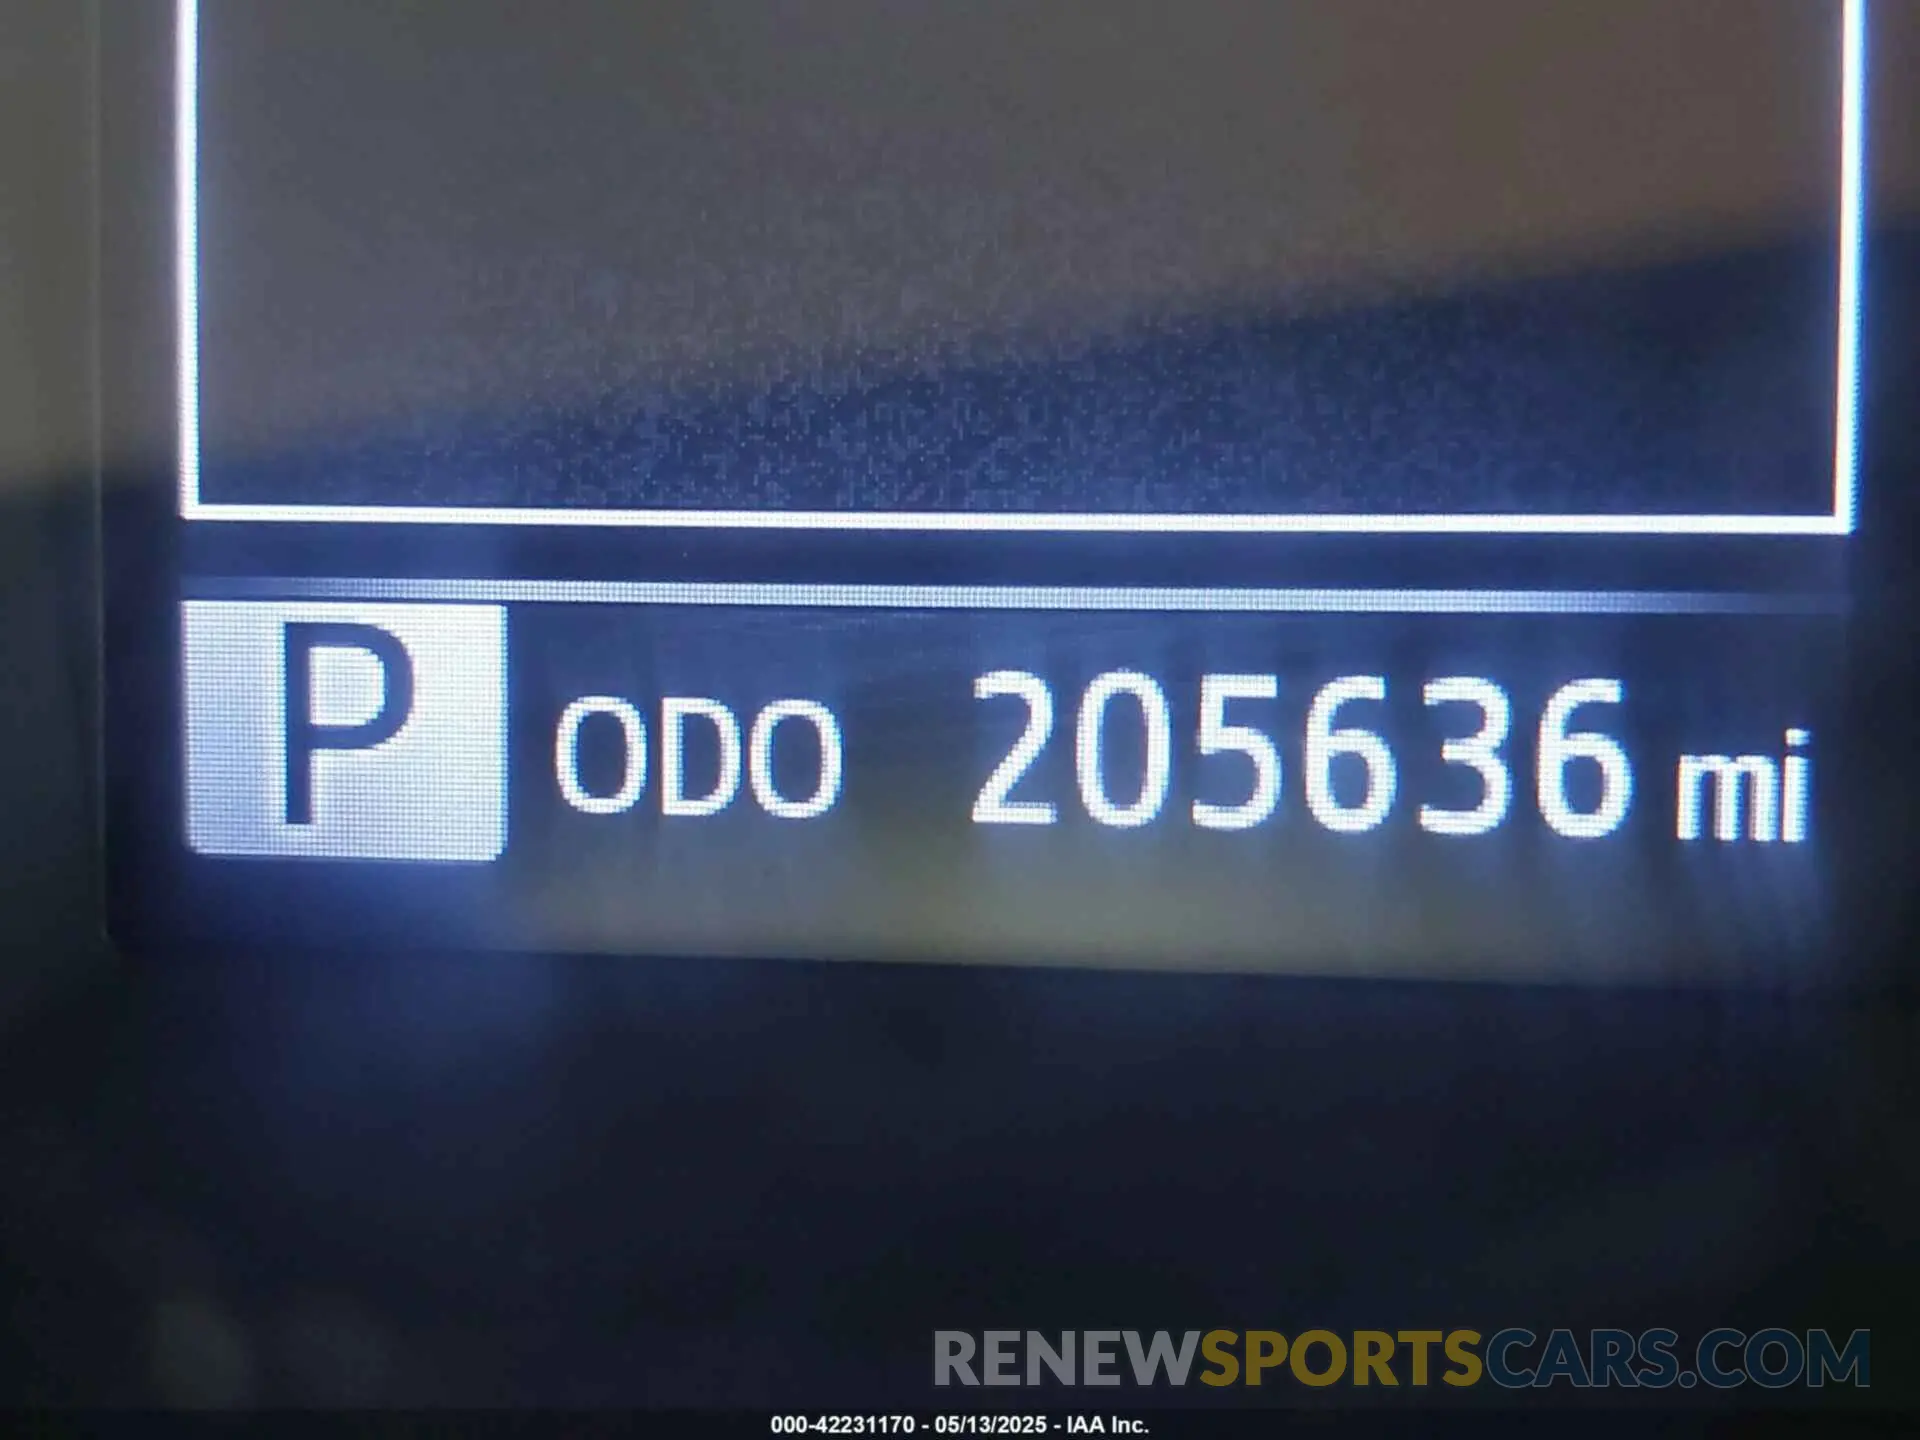 P ODO 205636 mi
RENEWSPORTSCARS.COM
000-42231170 - 05/13/2025 - IAA Inc.